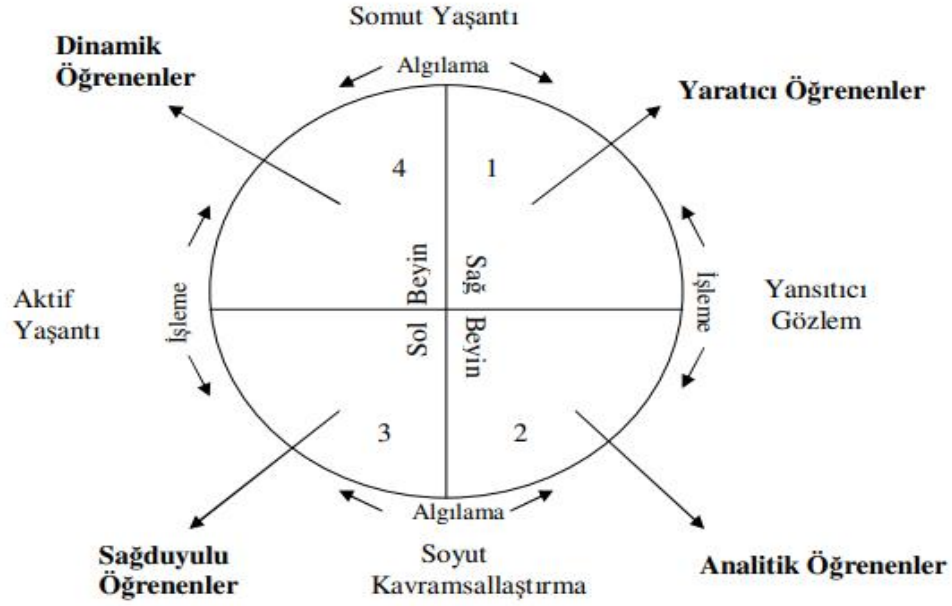 Somut Yaşantı
Dinamik
Öğrenenler
Algılama
Yaratıcı Öğrenenler
4
1
Sol Beyin
Sağ Beyin
Aktif
Yaşantı
İşleme
İşleme
Yansıtıcı
Gözlem
3
2
Algılama
Sağduyulu
Öğrenenler
Soyut
Kavramsallaştırma
Analitik Öğrenenler